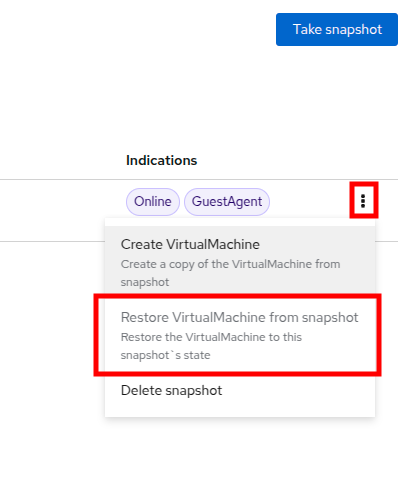 Take snapshot
Indications
Online GuestAgent
Create VirtualMachine
Create a copy of the VirtualMachine from
snapshot
Restore VirtualMachine from snapshot
Restore the VirtualMachine to this
snapshot`s state
Delete snapshot